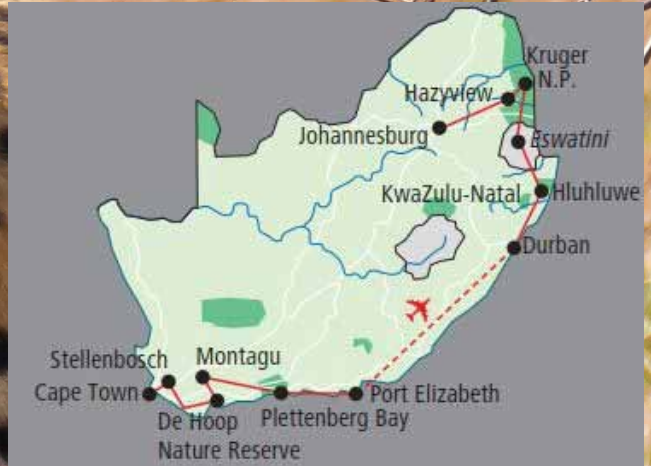 Kruger
N.P.
Hazyview
Johannesburg
Eswatini
KwaZulu-Natal
Hluhluwe
Durban
Stellenbosch
Montagu
Cape Town
Port Elizabeth
De Hoop
Nature Reserve
Plettenberg Bay